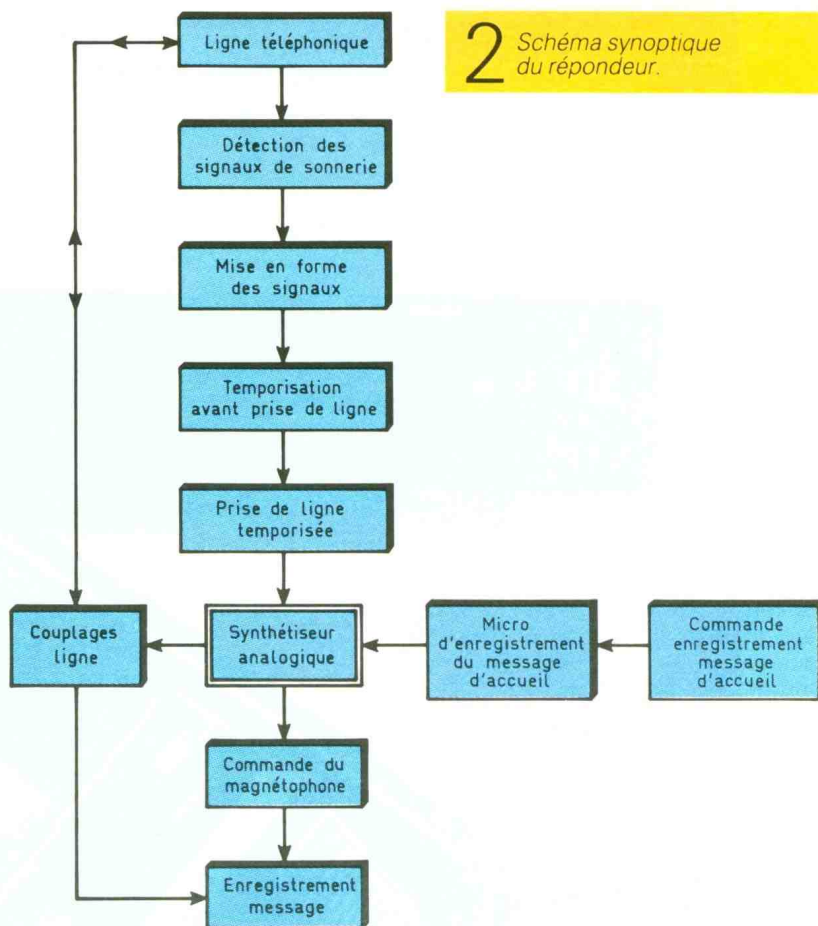 Ligne téléphonique
2 Schéma synoptique
du répondeur.
Détection des
signaux de sonnerie
Mise en forme
des signaux
Temporisation
avant prise de ligne
Prise de ligne
temporisée
Couplages
ligne
Synthétiseur
analogique
Micro
d'enregistrement
du message
d'accueil
Commande
enregistrement
message
d'accueil
Commande du
magnétophone
Enregistrement
message